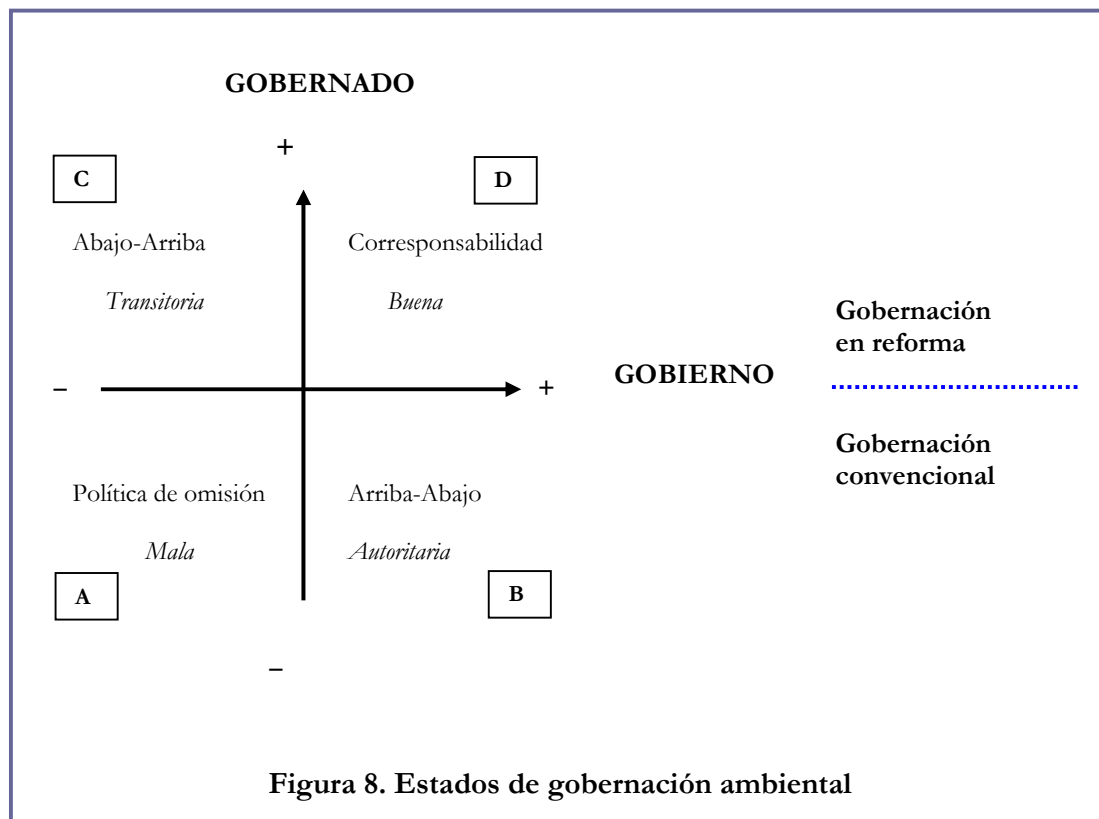 GOBERNADO
+
C
D
Abajo-Arriba
Corresponsabilidad
Transitoria
Buena
Gobernación
en reforma
–
+
GOBIERNO
Gobernación
convencional
Política de omisión
Arriba-Abajo
Mala
Autoritaria
A
B
–
Figura 8. Estados de gobernación ambiental